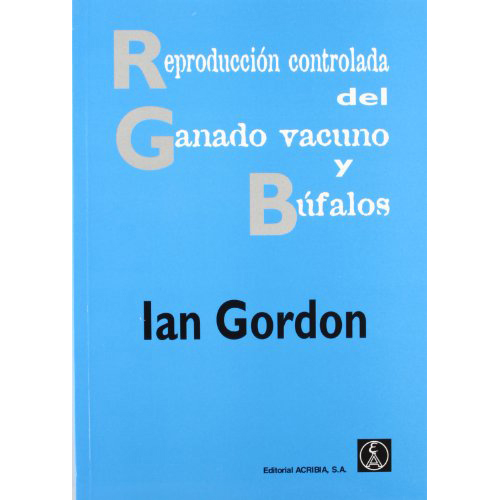 Reproducción controlada
del
Ganado vacuno
y
Búfalos
Ian Gordon
Editorial ACRIBIA, S.A.